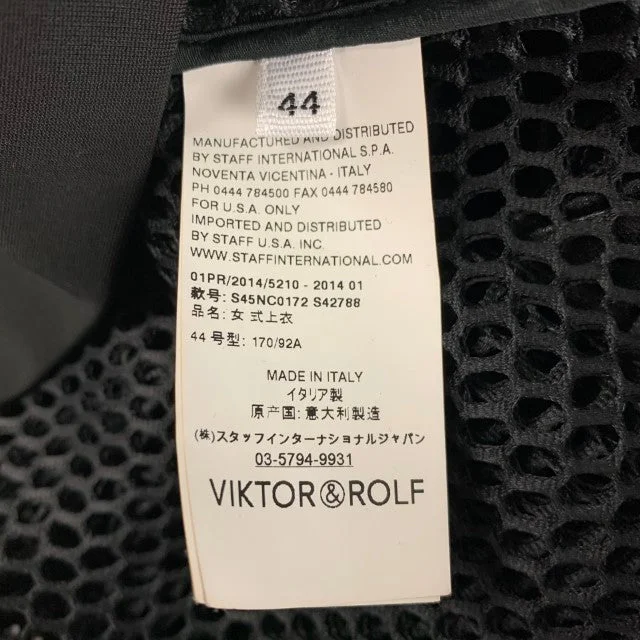 44
MANUFACTURED AND DISTRIBUTED
BY STAFF INTERNATIONAL S.P.A.
NOVENTA VICENTINA - ITALY
PH 0444 784500 FAX 0444 784580
FOR U.S.A. ONLY
IMPORTED AND DISTRIBUTED
BY STAFF U.S.A. INC.
WWW.STAFFINTERNATIONAL.COM
01PR/2014/5210 - 2014 01
款号: S45NC0172 S42788
品名: 女式上衣
44 号型: 170/92A
MADE IN ITALY
イタリア製
原产国: 意大利製造
(株)スタッフインターナショナルジャパン
03-5794-9931
VIKTOR&ROLF